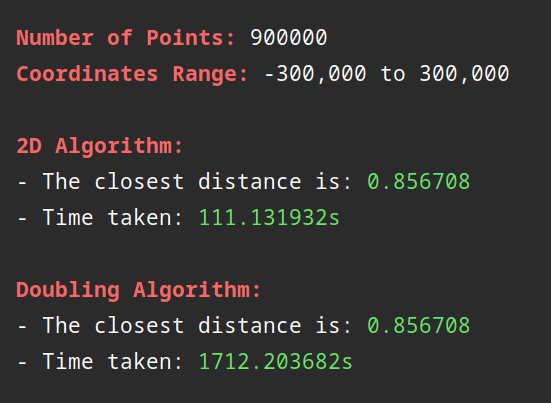 Number of Points: 900000
Coordinates Range: -300,000 to 300,000
2D Algorithm:
- The closest distance is: 0.856708
- Time taken: 111.131932s
Doubling Algorithm:
- The closest distance is: 0.856708
- Time taken: 1712.203682s